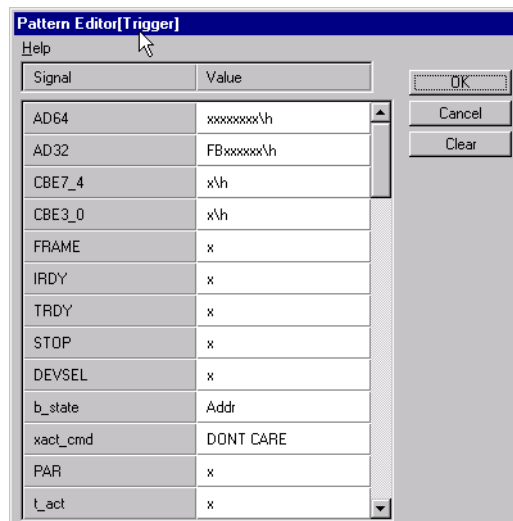 Pattern Editor[Trigger]
Help
Signal Value
OK
Cancel
Clear
AD64 xxxxxxxx\h
AD32 FBxxxxxx\h
CBE7_4 x\h
CBE3_0 x\h
FRAME x
IRDY x
TRDY x
STOP x
DEVSEL x
b_state Addr
xact_cmd DONT CARE
PAR x
t_act x